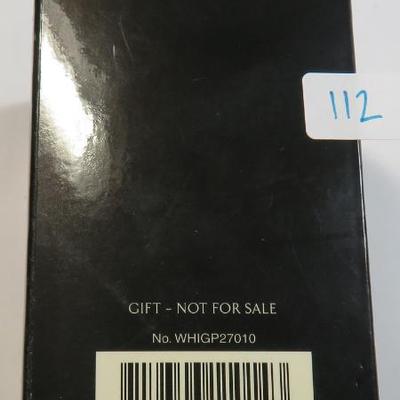 112
GIFT - NOT FOR SALE
No. WHIGP27010